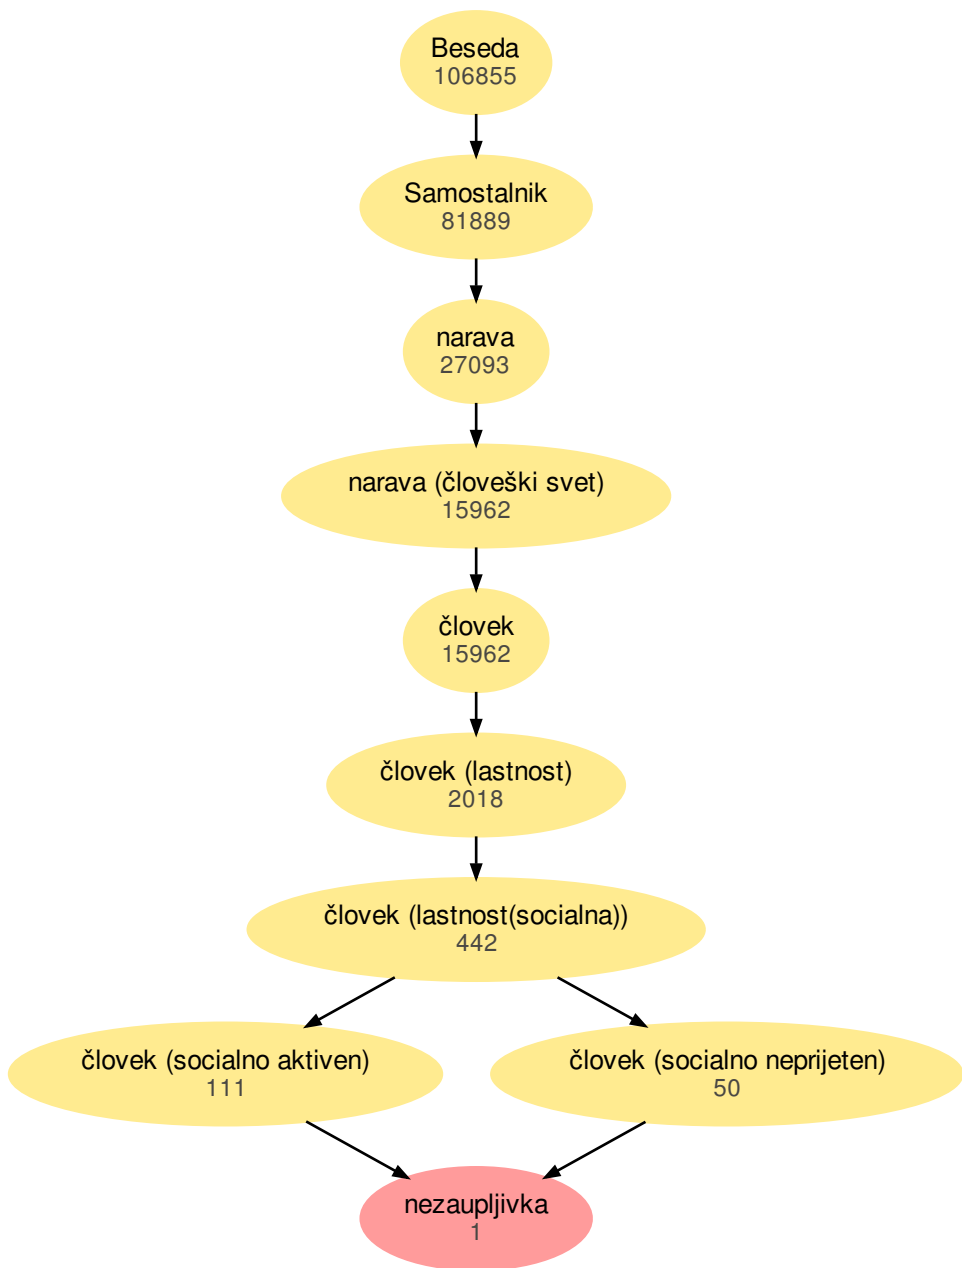 Beseda
106855
Samostalnik
81889
narava
27093
narava (človeški svet)
15962
človek
15962
človek (lastnost)
2018
človek (lastnost(socialna))
442
človek (socialno aktiven)
111
človek (socialno neprijeten)
50
nezaupljivka
1